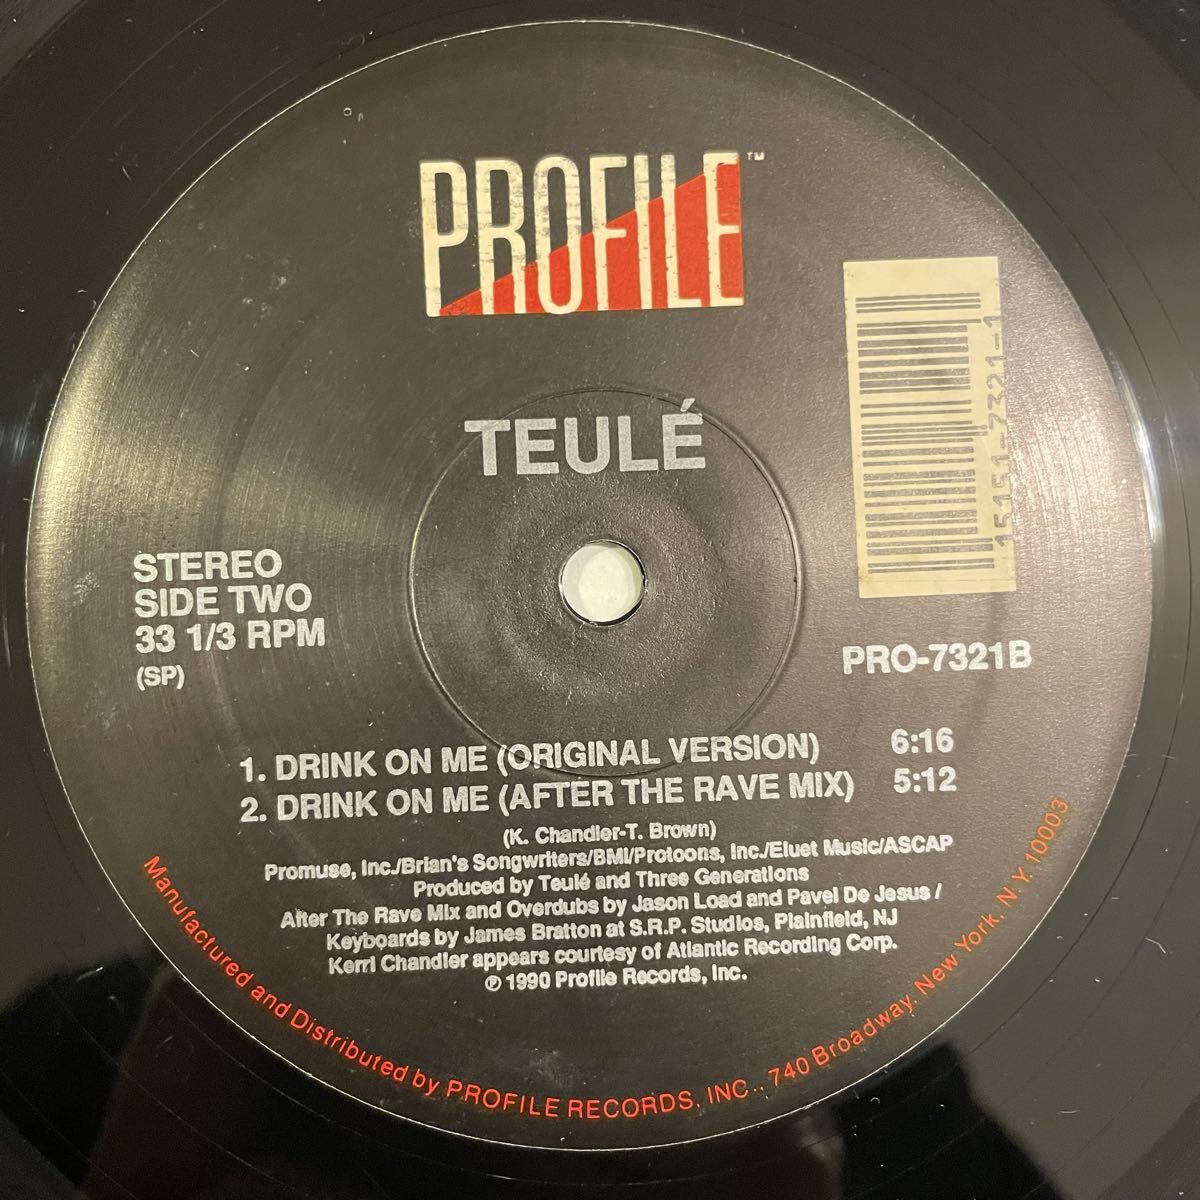 PROFILE™
TEULÉ
STEREO
SIDE TWO
33 1/3 RPM
(SP)
15151-7321-1
PRO-7321B
1. DRINK ON ME (ORIGINAL VERSION) 6:16
2. DRINK ON ME (AFTER THE RAVE MIX) 5:12
(K. Chandler-T. Brown)
Promuse, Inc./Brian's Songwriters/BMI/Protoons, Inc./Eluet Music/ASCAP
Produced by Teulé and Three Generations
After The Rave Mix and Overdubs by Jason Load and Pavel De Jesus /
Keyboards by James Bratton at S.R.P. Studios, Plainfield, NJ
Kerri Chandler appears courtesy of Atlantic Recording Corp.
℗ 1990 Profile Records, Inc.
Manufactured and Distributed by PROFILE RECORDS, INC., 740 Broadway, New York, N.Y. 10003